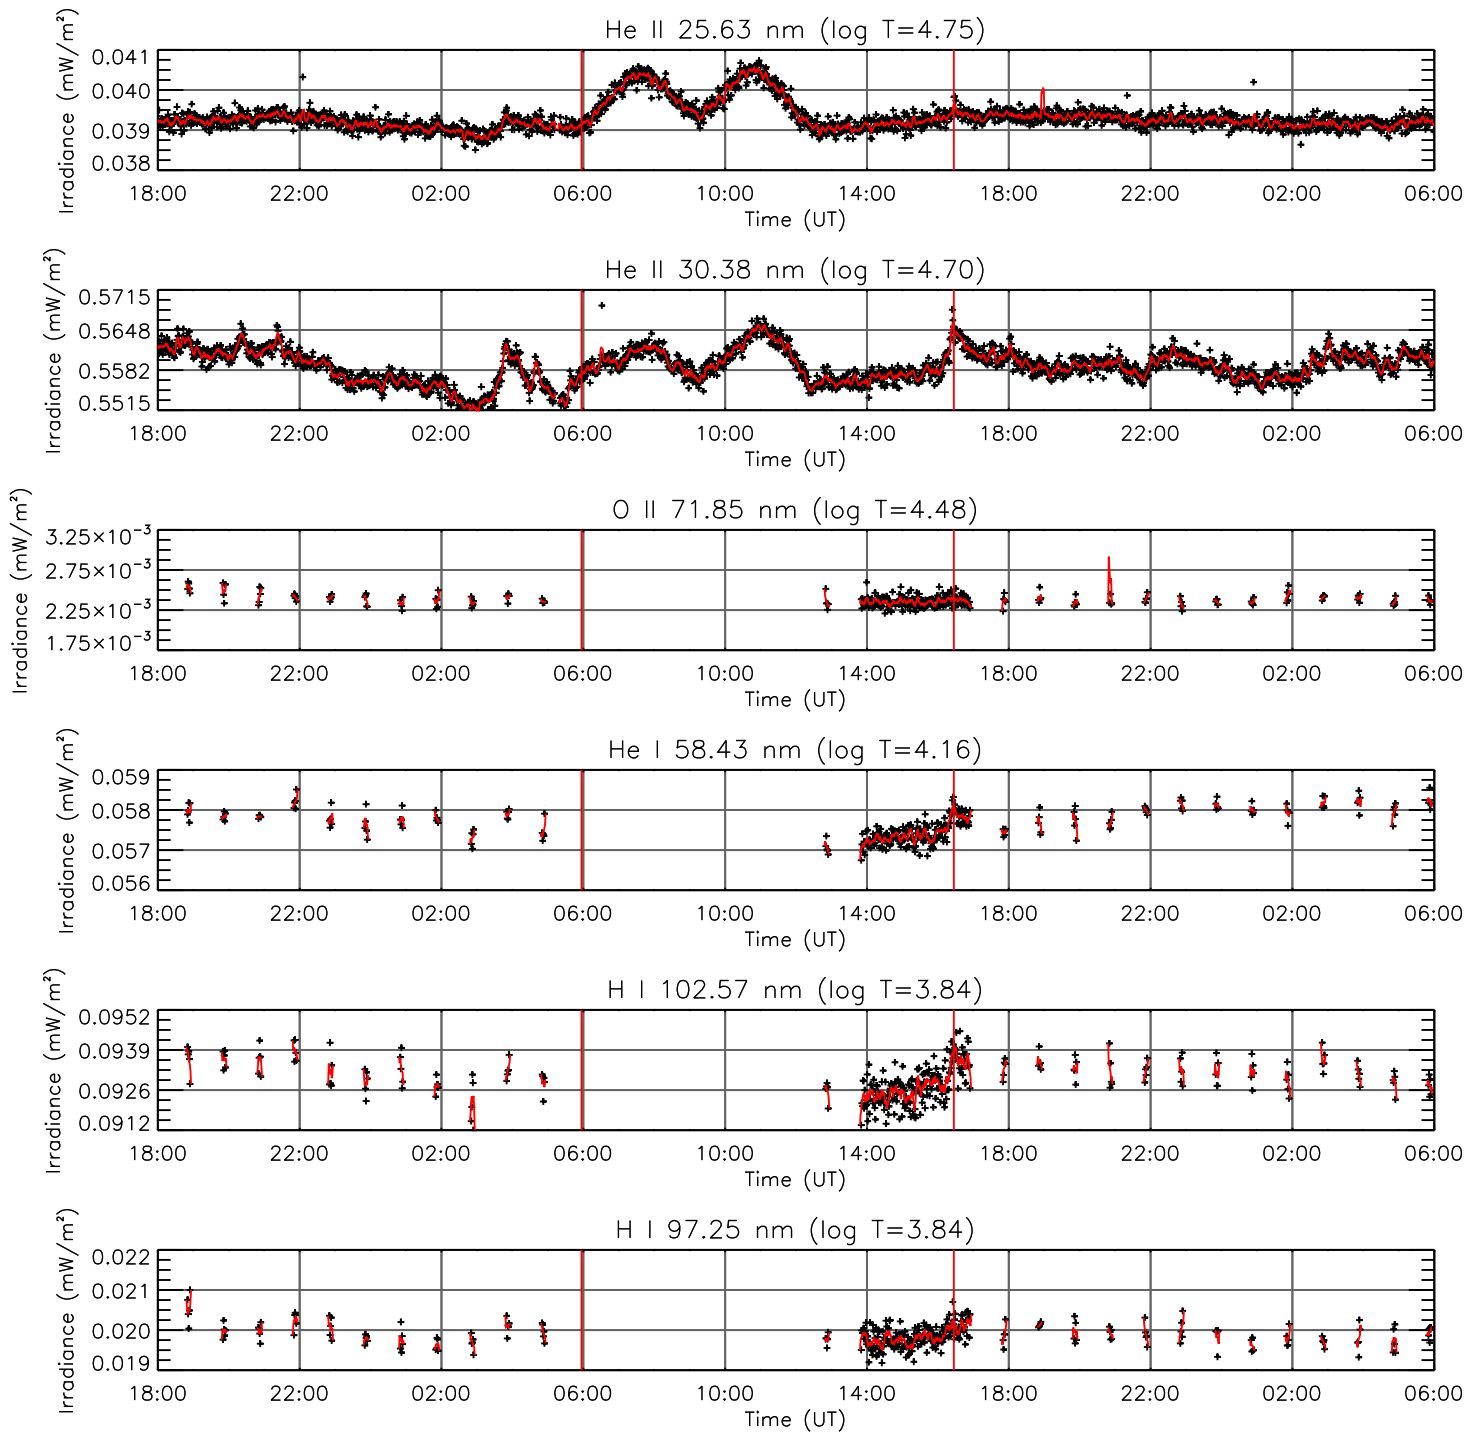 He II 25.63 nm (log T=4.75)
Irradiance (mW/m²)
0.041
0.040
0.039
0.038
18:00 22:00 02:00 06:00 10:00 14:00 18:00 22:00 02:00 06:00
Time (UT)
He II 30.38 nm (log T=4.70)
Irradiance (mW/m²)
0.5715
0.5648
0.5582
0.5515
18:00 22:00 02:00 06:00 10:00 14:00 18:00 22:00 02:00 06:00
Time (UT)
O II 71.85 nm (log T=4.48)
Irradiance (mW/m²)
3.25×10⁻³
2.75×10⁻³
2.25×10⁻³
1.75×10⁻³
18:00 22:00 02:00 06:00 10:00 14:00 18:00 22:00 02:00 06:00
Time (UT)
He I 58.43 nm (log T=4.16)
Irradiance (mW/m²)
0.059
0.058
0.057
0.056
18:00 22:00 02:00 06:00 10:00 14:00 18:00 22:00 02:00 06:00
Time (UT)
H I 102.57 nm (log T=3.84)
Irradiance (mW/m²)
0.0952
0.0939
0.0926
0.0912
18:00 22:00 02:00 06:00 10:00 14:00 18:00 22:00 02:00 06:00
Time (UT)
H I 97.25 nm (log T=3.84)
Irradiance (mW/m²)
0.022
0.021
0.020
0.019
18:00 22:00 02:00 06:00 10:00 14:00 18:00 22:00 02:00 06:00
Time (UT)